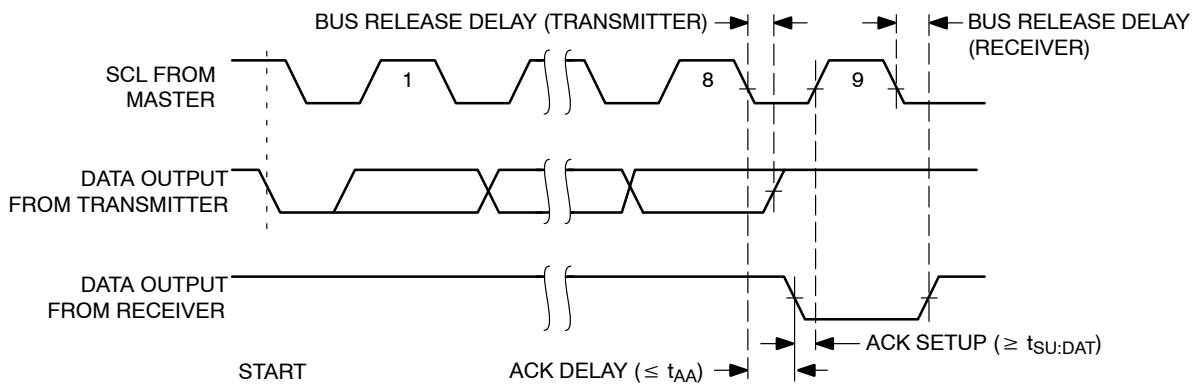 BUS RELEASE DELAY (TRANSMITTER)
BUS RELEASE DELAY
(RECEIVER)
SCL FROM
MASTER
1
8
9
DATA OUTPUT
FROM TRANSMITTER
DATA OUTPUT
FROM RECEIVER
ACK SETUP (≥ tSU:DAT)
START
ACK DELAY (≤ tAA)